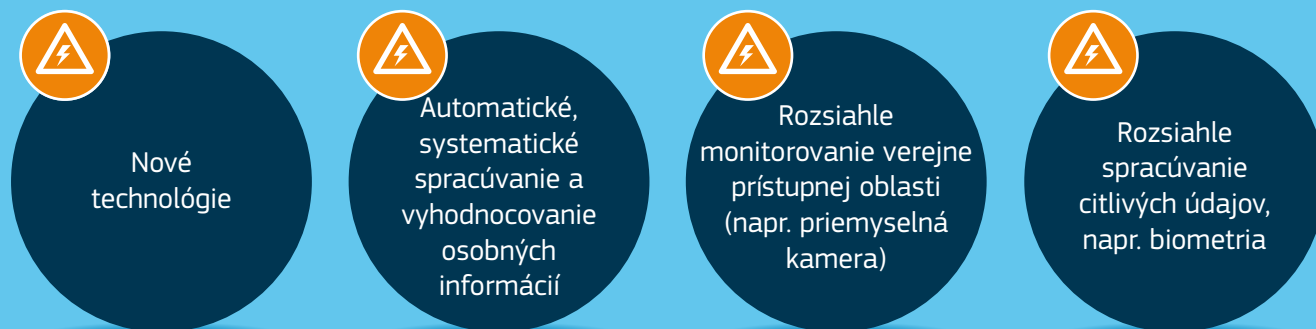 Nové
technológie
Automatické,
systematické
spracúvanie a
vyhodnocovanie
osobných
informácií
Rozsiahle
monitorovanie verejne
prístupnej oblasti
(napr. priemyselná
kamera)
Rozsiahle
spracúvanie
citlivých údajov,
napr. biometria